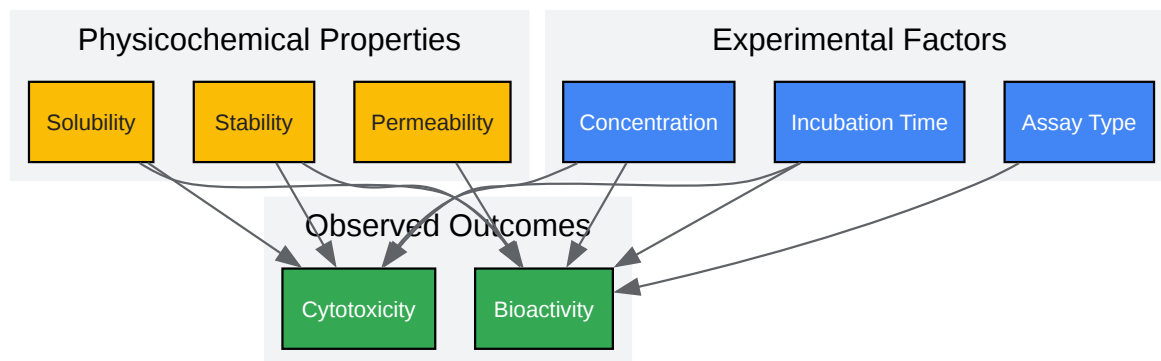 Physicochemical Properties
Experimental Factors
Solubility
Stability
Permeability
Concentration
Incubation Time
Assay Type
Observed Outcomes
Cytotoxicity
Bioactivity